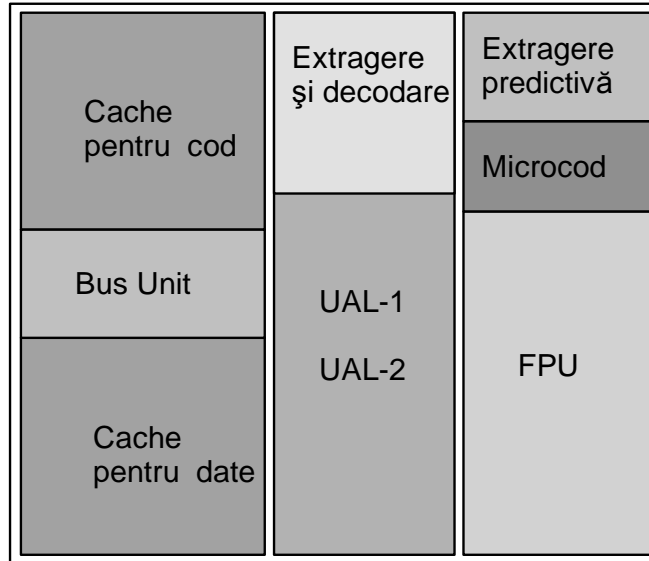 Cache
pentru cod
Bus Unit
Cache
pentru date
Extragere
şi decodare
UAL-1
UAL-2
Extragere
predictivă
Microcod
FPU